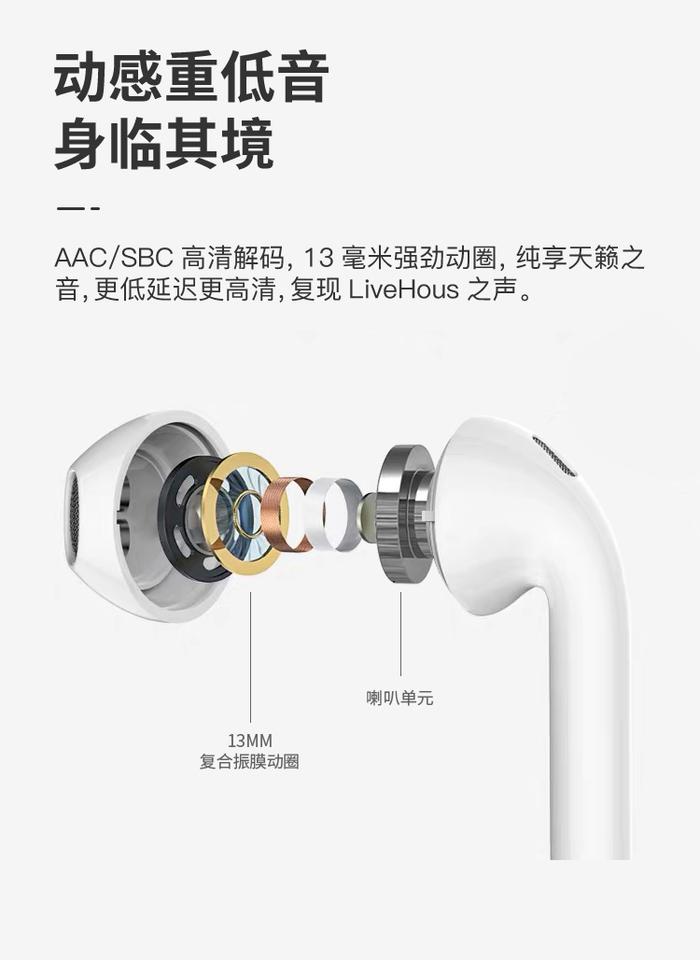 动感重低音
身临其境
AAC/SBC 高清解码, 13 毫米强劲动圈, 纯享天籁之
音, 更低延迟更高清, 复现 LiveHous 之声。
喇叭单元
13MM
复合振膜动圈